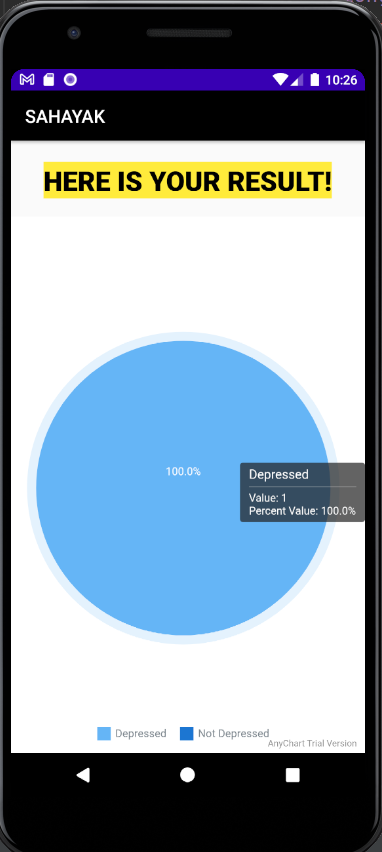 10:26
SAHAYAK
HERE IS YOUR RESULT!
100.0%
Depressed
Value: 1
Percent Value: 100.0%
Depressed Not Depressed
AnyChart Trial Version